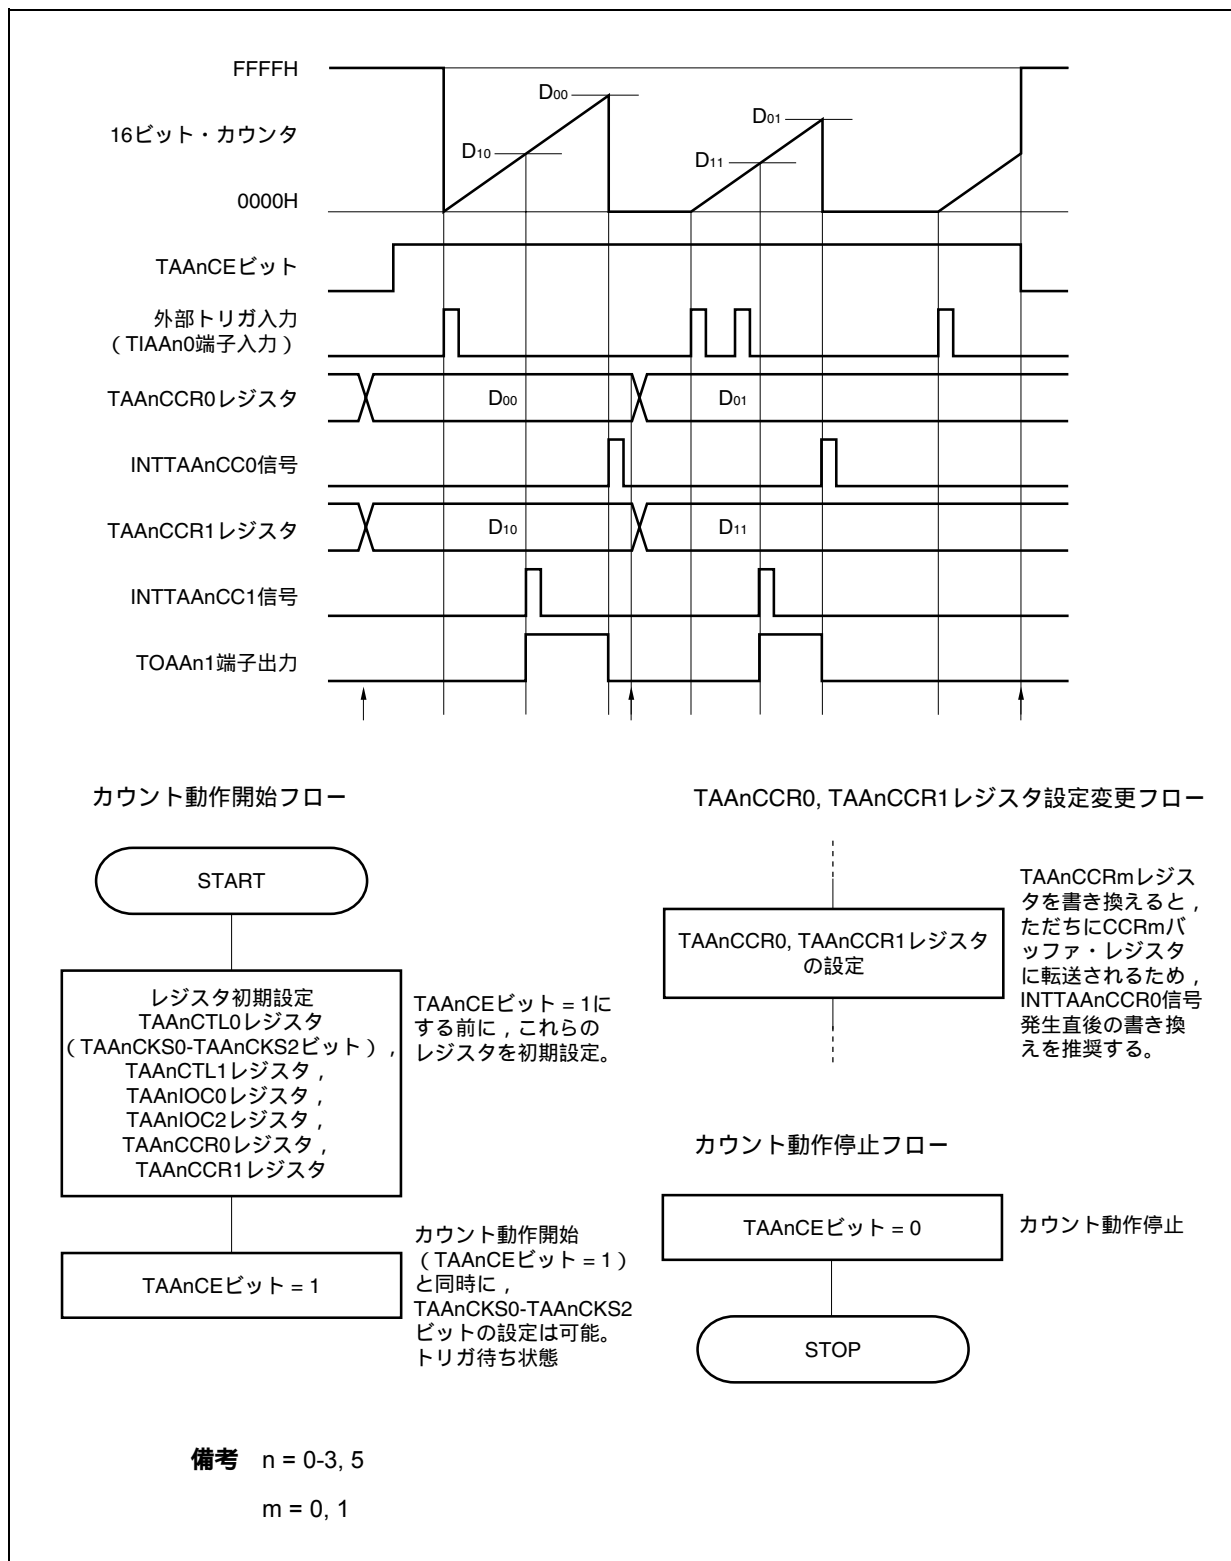 FFFFH
D00
D01
16ビット・カウンタ
D10
D11
0000H
TAAnCEビット
外部トリガ入力
（TIAAn0端子入力）
TAAnCCR0レジスタ
D00
D01
INTTAAnCC0信号
TAAnCCR1レジスタ
D10
D11
INTTAAnCC1信号
TOAAn1端子出力
カウント動作開始フロー
START
レジスタ初期設定
TAAnCTL0レジスタ
（TAAnCKS0-TAAnCKS2ビット）,
TAAnCTL1レジスタ,
TAAnIOC0レジスタ,
TAAnIOC2レジスタ,
TAAnCCR0レジスタ,
TAAnCCR1レジスタ
TAAnCEビット = 1に
する前に，これらの
レジスタを初期設定。
TAAnCEビット = 1
カウント動作開始
（TAAnCEビット = 1）
と同時に，
TAAnCKS0-TAAnCKS2
ビットの設定は可能。
トリガ待ち状態
TAAnCCR0, TAAnCCR1レジスタ設定変更フロー
TAAnCCR0, TAAnCCR1レジスタ
の設定
TAAnCCRmレジス
タを書き換えると，
ただちにCCRmバ
ッファ・レジスタ
に転送されるため，
INTTAAnCCR0信号
発生直後の書き換
えを推奨する。
カウント動作停止フロー
TAAnCEビット = 0
カウント動作停止
STOP
備考 n = 0-3, 5
m = 0, 1